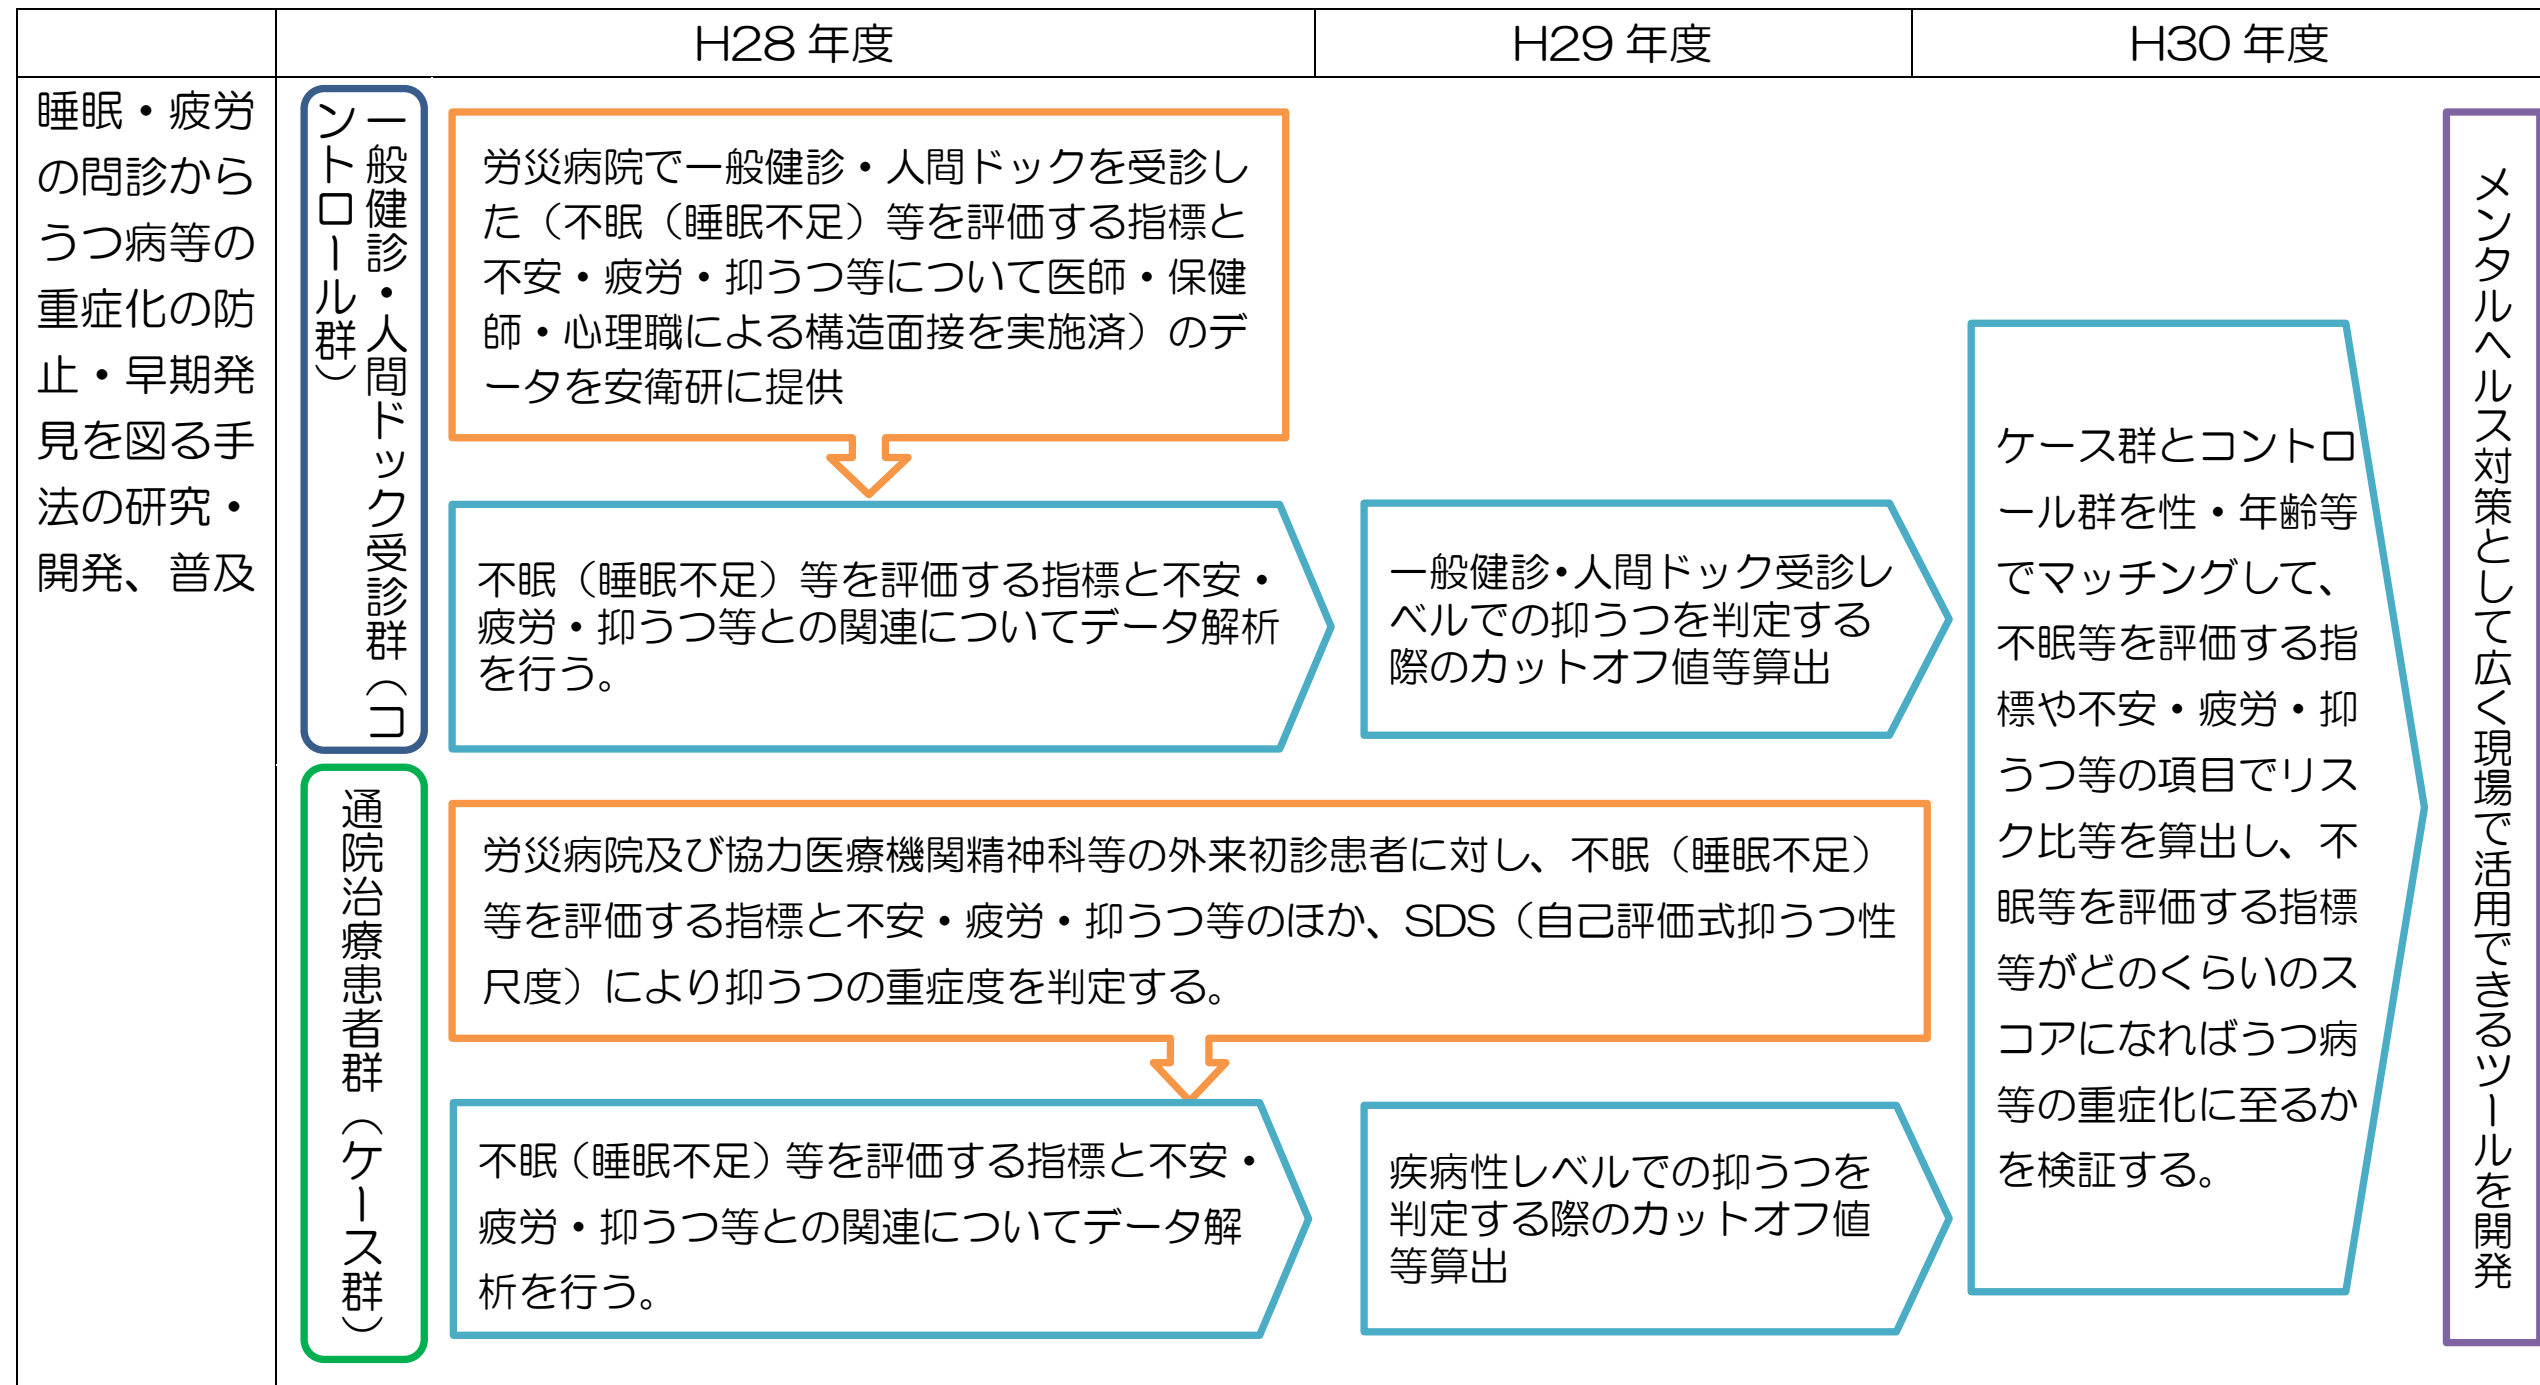 H28 年度
H29 年度
H30 年度
睡眠・疲労
の問診から
うつ病等の
重症化の防
止・早期発
見を図る手
法の研究・
開発、普及
一般健診・人間ドック受診群（コ
ントロール群）
労災病院で一般健診・人間ドックを受診し
た（不眠（睡眠不足）等を評価する指標と
不安・疲労・抑うつ等について医師・保健
師・心理職による構造面接を実施済）のデ
ータを安衛研に提供
不眠（睡眠不足）等を評価する指標と不安・
疲労・抑うつ等との関連についてデータ解析
を行う。
一般健診・人間ドック受診レ
ベルでの抑うつを判定する
際のカットオフ値等算出
通院治療患者群（ケース群）
労災病院及び協力医療機関精神科等の外来初診患者に対し、不眠（睡眠不足）
等を評価する指標と不安・疲労・抑うつ等のほか、SDS（自己評価式抑うつ性
尺度）により抑うつの重症度を判定する。
不眠（睡眠不足）等を評価する指標と不安・
疲労・抑うつ等との関連についてデータ解
析を行う。
疾病性レベルでの抑うつを
判定する際のカットオフ値
等算出
ケース群とコントロ
ール群を性・年齢等
でマッチングして、
不眠等を評価する指
標や不安・疲労・抑
うつ等の項目でリス
ク比等を算出し、不
眠等を評価する指標
等がどのくらいのス
コアになればうつ病
等の重症化に至るか
を検証する。
メンタルヘルス対策として広く現場で活用できるツールを開発